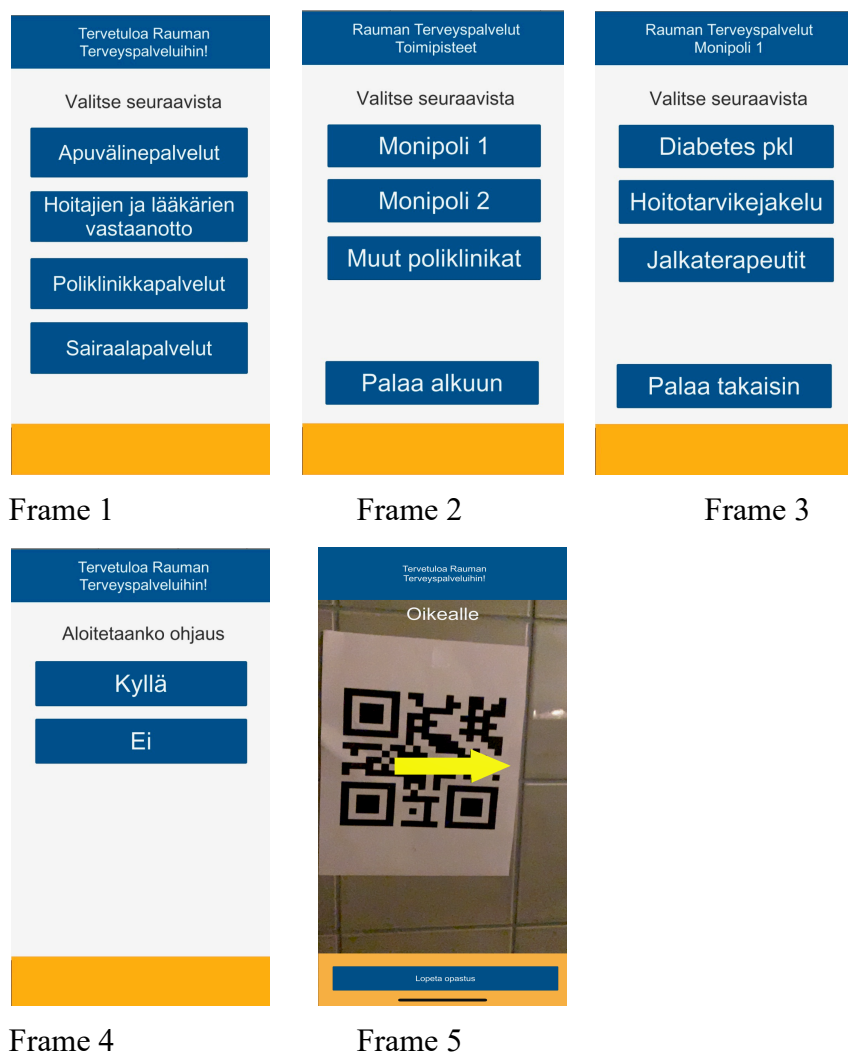 Tervetuloa Rauman
Terveyspalveluihin!
Valitse seuraavista
Apuvälinepalvelut
Hoitajien ja lääkärien
vastaanotto
Poliklinikkapalvelut
Sairaalapalvelut
Frame 1
Rauman Terveyspalvelut
Toimipisteet
Valitse seuraavista
Monipoli 1
Monipoli 2
Muut poliklinikat
Palaa alkuun
Frame 2
Rauman Terveyspalvelut
Monipoli 1
Valitse seuraavista
Diabetes pkl
Hoitotarvikejakelu
Jalkaterapeutit
Palaa takaisin
Frame 3
Tervetuloa Rauman
Terveyspalveluihin!
Aloitetaanko ohjaus
Kyllä
Ei
Frame 4
Tervetuloa Rauman
Terveyspalveluihin!
Oikealle
Lopeta opastus
Frame 5